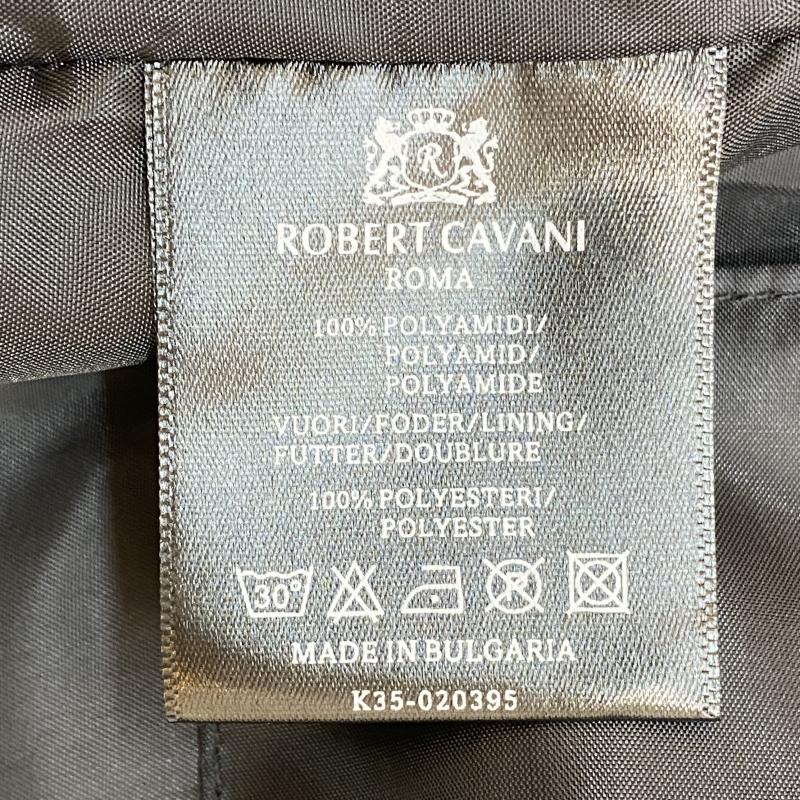 R
ROBERT CAVANI
ROMA
100% POLYAMIDI/
POLYAMID/
POLYAMIDE
VUORI/FODER/LINING/
FUTTER/DOUBLURE
100% POLYESTERI/
POLYESTER
30° P
MADE IN BULGARIA
K35-020395